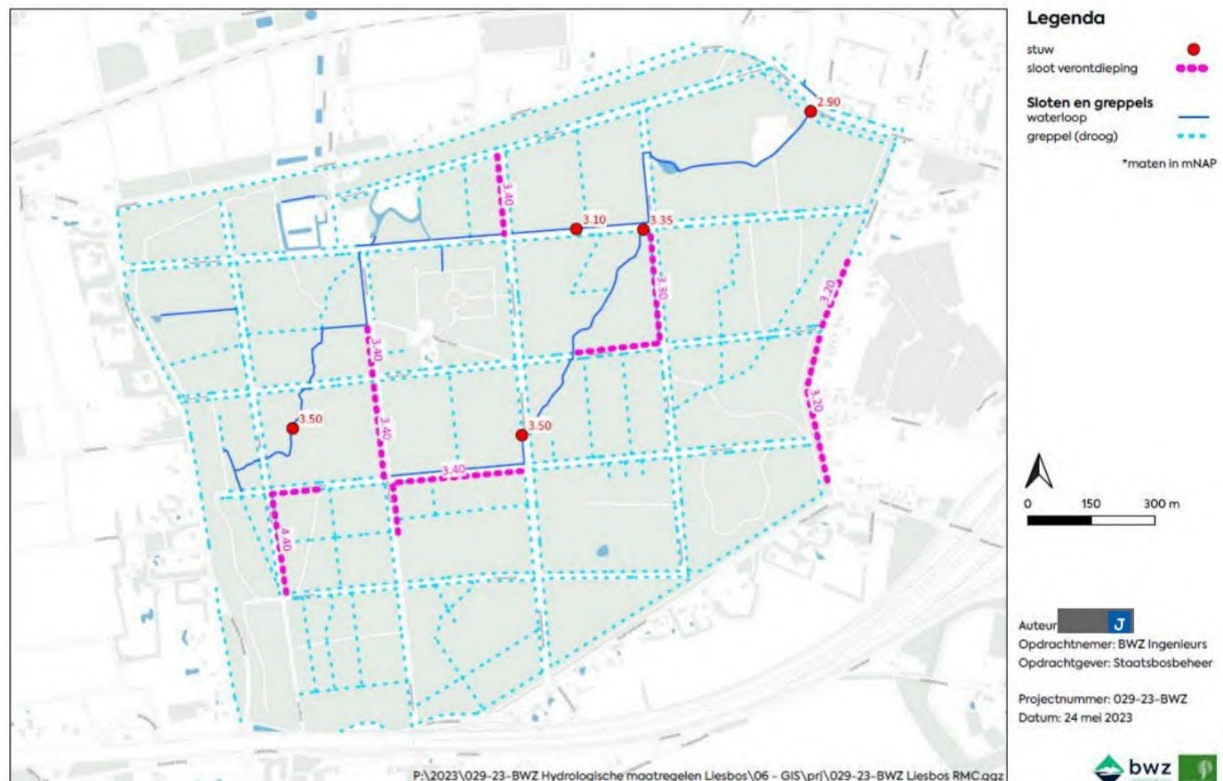 Legenda
stuw
sloot verontdieping
Sloten en greppels
waterloop
greppel (droog)
*maten in mNAP
2.90
3.40
3.10
3.35
3.30
3.20
3.40
3.20
3.50
3.50
3.40
3.40
4.40
0 150 300 m
Auteur J
Opdrachtnemer: BWZ Ingenieurs
Opdrachtgever: Staatsbosbeheer
Projectnummer: 029-23-BWZ
Datum: 24 mei 2023
bwz
P:\2023\029-23-BWZ Hydrologische maatregelen Liesbos\06 - GIS\prj\029-23-BWZ Liesbos RMC.qgz